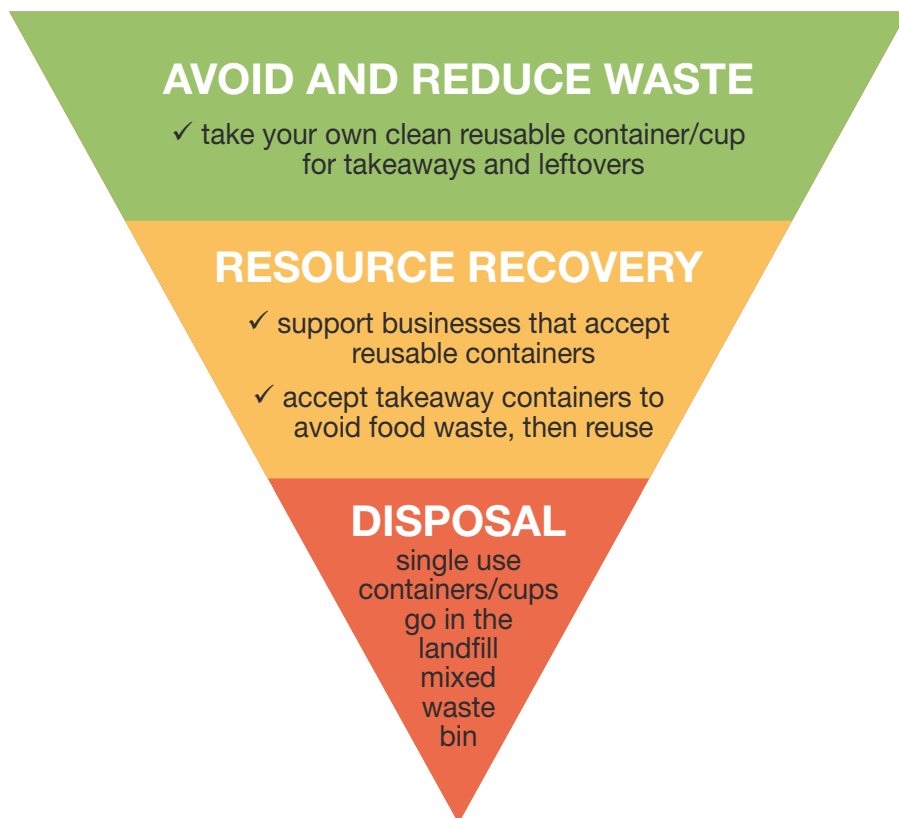 AVOID AND REDUCE WASTE
✓ take your own clean reusable container/cup
for takeaways and leftovers
RESOURCE RECOVERY
✓ support businesses that accept
reusable containers
✓ accept takeaway containers to
avoid food waste, then reuse
DISPOSAL
single use
containers/cups
go in the
landfill
mixed
waste
bin